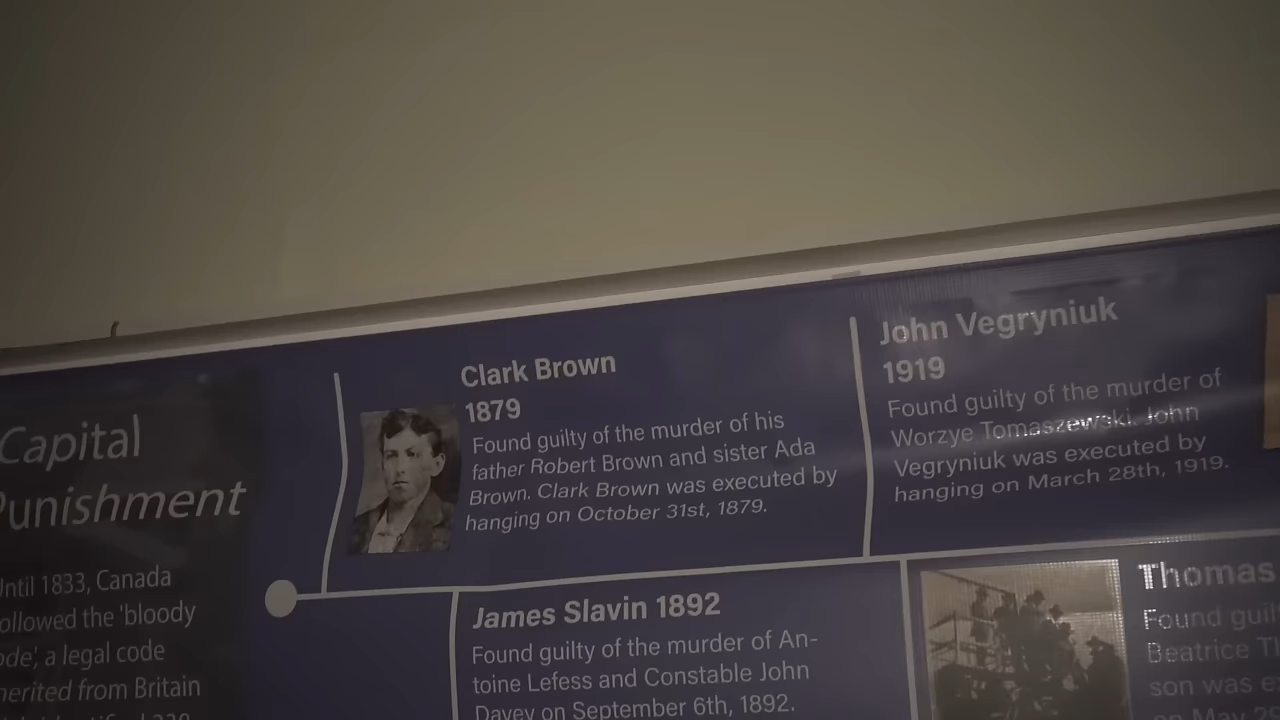 Capital
Punishment
Until 1833, Canada
followed the 'bloody
code', a legal code
inherited from Britain
Clark Brown
1879
Found guilty of the murder of his
father Robert Brown and sister Ada
Brown. Clark Brown was executed by
hanging on October 31st, 1879.
John Vegryniuk
1919
Found guilty of the murder of
Worzye Tomaszewski. John
Vegryniuk was executed by
hanging on March 28th, 1919.
James Slavin 1892
Found guilty of the murder of An-
toine Lefess and Constable John
Davey on September 6th, 1892.
Thomas
Found guil
Beatrice
son was
on May